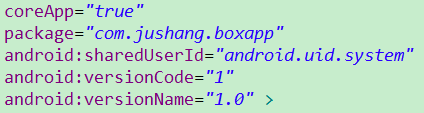 coreApp="true"
package="com.jushang.boxapp"
android:sharedUserId="android.uid.system"
android:versionCode="1"
android:versionName="1.0" >